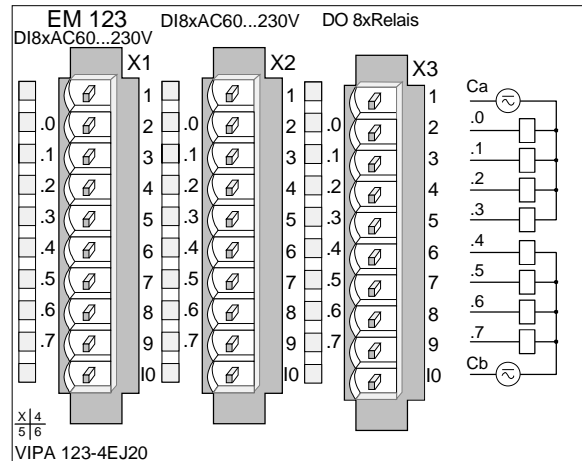 EM 123
DI8xAC60...230V
DI8xAC60...230V
DO 8xRelais
X1
1
.0 2
.1 3
.2 4
.3 5
.4 6
.5 7
.6 8
.7 9
I0
X2
1
.0 2
.1 3
.2 4
.3 5
.4 6
.5 7
.6 8
.7 9
I0
X3
1
.0 2
.1 3
.2 4
.3 5
.4 6
.5 7
.6 8
.7 9
I0
Ca
.0
.1
.2
.3
.4
.5
.6
.7
Cb
X 4
5 6
VIPA 123-4EJ20